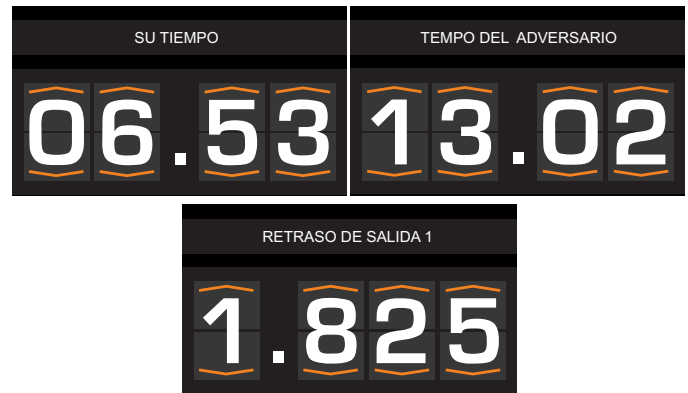 SU TIEMPO
TEMPO DEL ADVERSARIO
06.53
13.02
RETRASO DE SALIDA 1
1.825